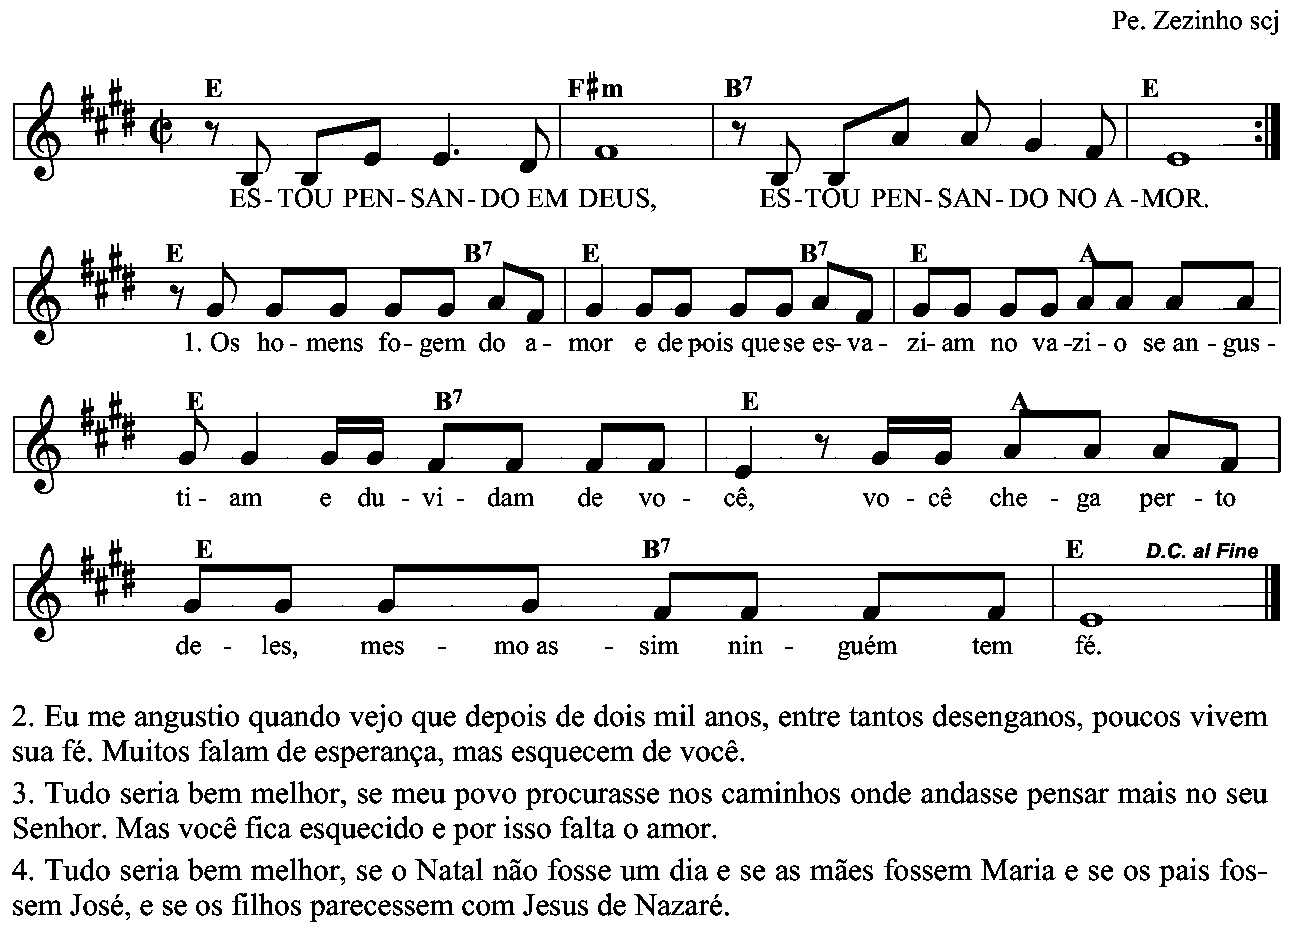 Pe. Zezinho scj
E F#m B7 E
ES-TOU PEN-SAN-DO EM DEUS, ES-TOU PEN-SAN-DO NO A-MOR.
E B7 E B7 E A
1. Os ho-mens fo-gem do a-mor e depois que se es-va-zi-am no va-zi-o se an-gus-
E B7 E A
ti-am e du-vi-dam de vo-cê, vo-cê che-ga per-to
E B7 E D.C. al Fine
de-les, mes-mo as-sim nin-guém tem fé.
2. Eu me angustio quando vejo que depois de dois mil anos, entre tantos desenganos, poucos vivem
sua fé. Muitos falam de esperança, mas esquecem de você.
3. Tudo seria bem melhor, se meu povo procurasse nos caminhos onde andasse pensar mais no seu
Senhor. Mas você fica esquecido e por isso falta o amor.
4. Tudo seria bem melhor, se o Natal não fosse um dia e se as mães fossem Maria e se os pais fos-
sem José, e se os filhos parecessem com Jesus de Nazaré.